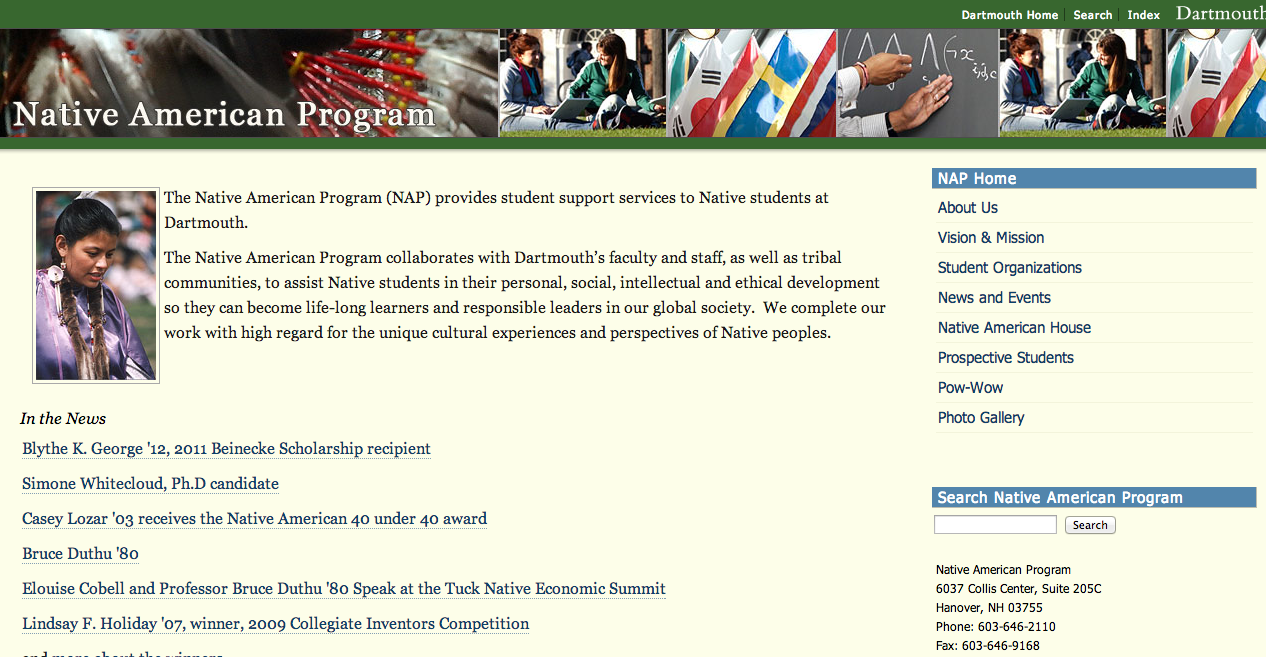 Dartmouth Home Search Index Dartmouth
Native American Program
The Native American Program (NAP) provides student support services to Native students at
Dartmouth.
The Native American Program collaborates with Dartmouth's faculty and staff, as well as tribal
communities, to assist Native students in their personal, social, intellectual and ethical development
so they can become life-long learners and responsible leaders in our global society. We complete our
work with high regard for the unique cultural experiences and perspectives of Native peoples.
In the News
Blythe K. George '12, 2011 Beinecke Scholarship recipient
Simone Whitecloud, Ph.D candidate
Casey Lozar '03 receives the Native American 40 under 40 award
Bruce Duthu '80
Elouise Cobell and Professor Bruce Duthu '80 Speak at the Tuck Native Economic Summit
Lindsay F. Holiday '07, winner, 2009 Collegiate Inventors Competition
and more about the winners
NAP Home
About Us
Vision & Mission
Student Organizations
News and Events
Native American House
Prospective Students
Pow-Wow
Photo Gallery
Search Native American Program
Search
Native American Program
6037 Collis Center, Suite 205C
Hanover, NH 03755
Phone: 603-646-2110
Fax: 603-646-9168